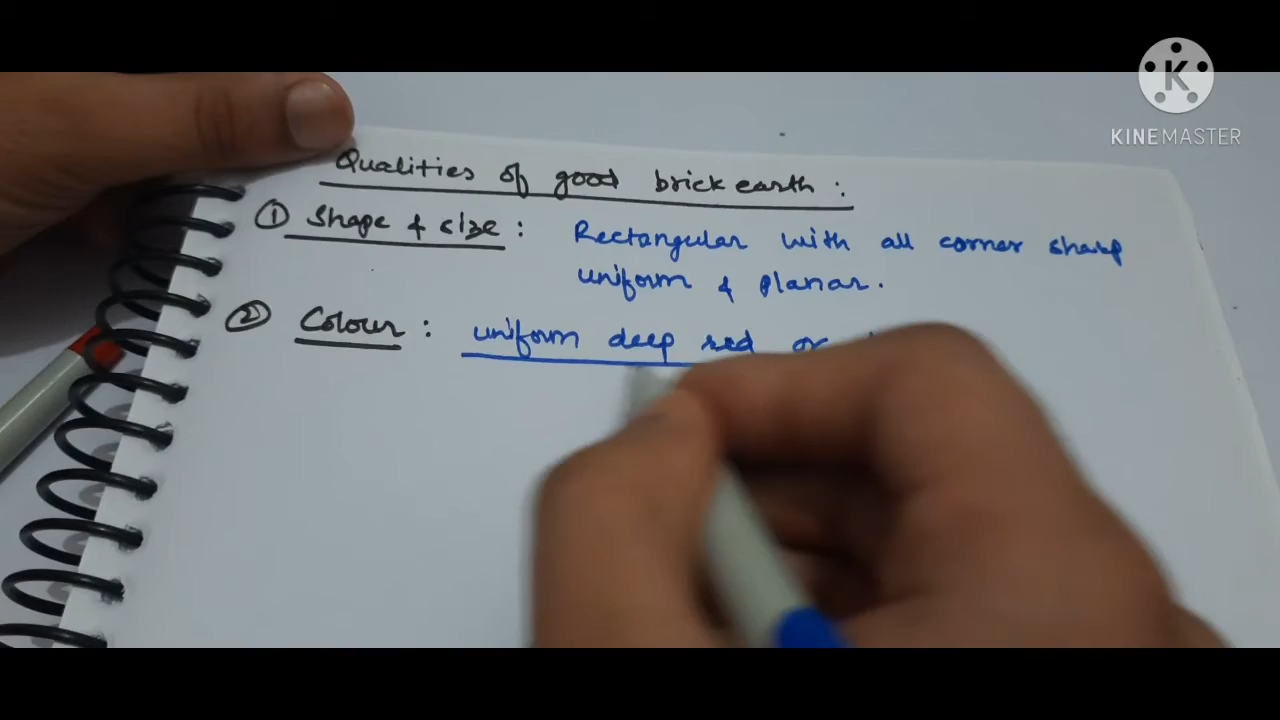 Qualities of good brick earth :
① Shape & size : Rectangular with all corner sharp
uniform & planar.
② Colour : uniform deep red or
K
KINEMASTER